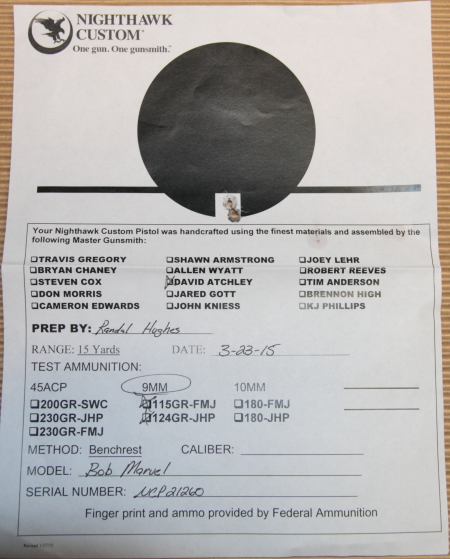 NIGHTHAWK
CUSTOM™
One gun. One gunsmith.™
Your Nighthawk Custom Pistol was handcrafted using the finest materials and assembled by the
following Master Gunsmith:
❑TRAVIS GREGORY ❑SHAWN ARMSTRONG ❑JOEY LEHR
❑BRYAN CHANEY ❑ALLEN WYATT ❑ROBERT REEVES
❑STEVEN COX ❑DAVID ATCHLEY ❑TIM ANDERSON
❑DON MORRIS ❑JARED GOTT ❑BRENNON HIGH
❑CAMERON EDWARDS ❑JOHN KNIESS ❑KJ PHILLIPS
PREP BY: Randal Hughes
RANGE: 15 Yards DATE: 3-23-15
TEST AMMUNITION:
45ACP 9MM 10MM
❑200GR-SWC ❑115GR-FMJ ❑180-FMJ
❑230GR-JHP ❑124GR-JHP ❑180-JHP
❑230GR-FMJ
METHOD: Benchrest CALIBER:
MODEL: Bob Marvel
SERIAL NUMBER: NCP21260
Finger print and ammo provided by Federal Ammunition